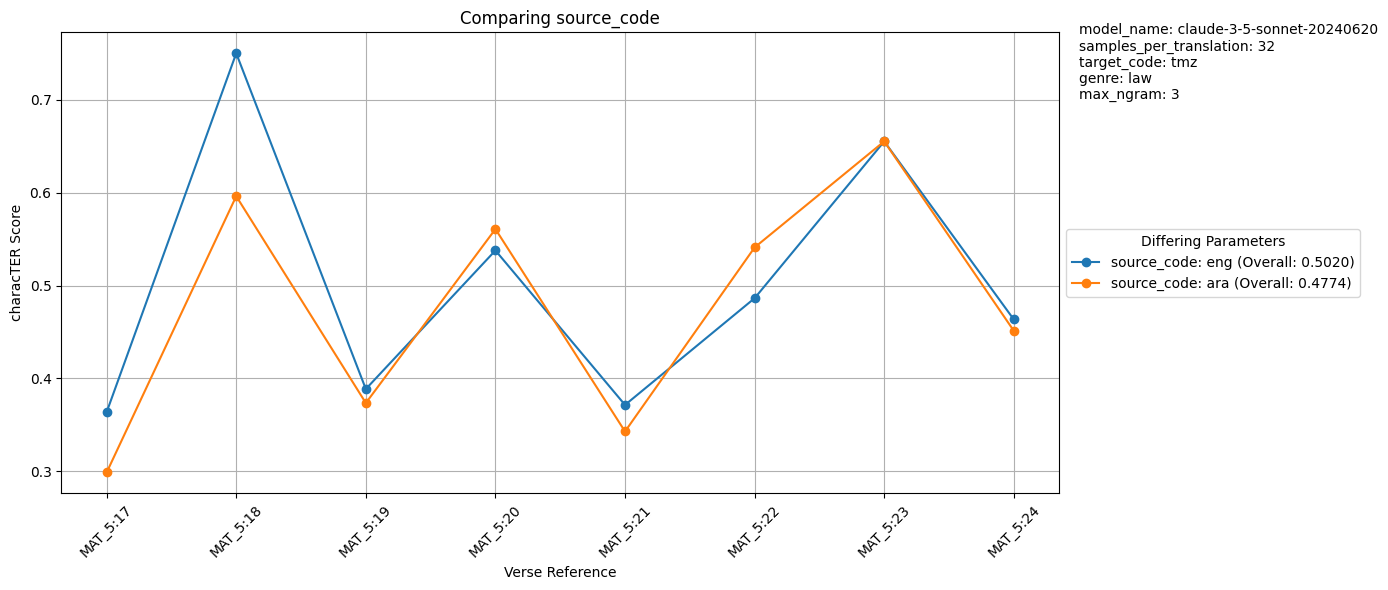 Comparing source_code
model_name: claude-3-5-sonnet-20240620
samples_per_translation: 32
target_code: tmz
genre: law
max_ngram: 3
characTER Score
0.7
0.6
0.5
0.4
0.3
Differing Parameters
source_code: eng (Overall: 0.5020)
source_code: ara (Overall: 0.4774)
MAT_5:17
MAT_5:18
MAT_5:19
MAT_5:20
MAT_5:21
MAT_5:22
MAT_5:23
MAT_5:24
Verse Reference